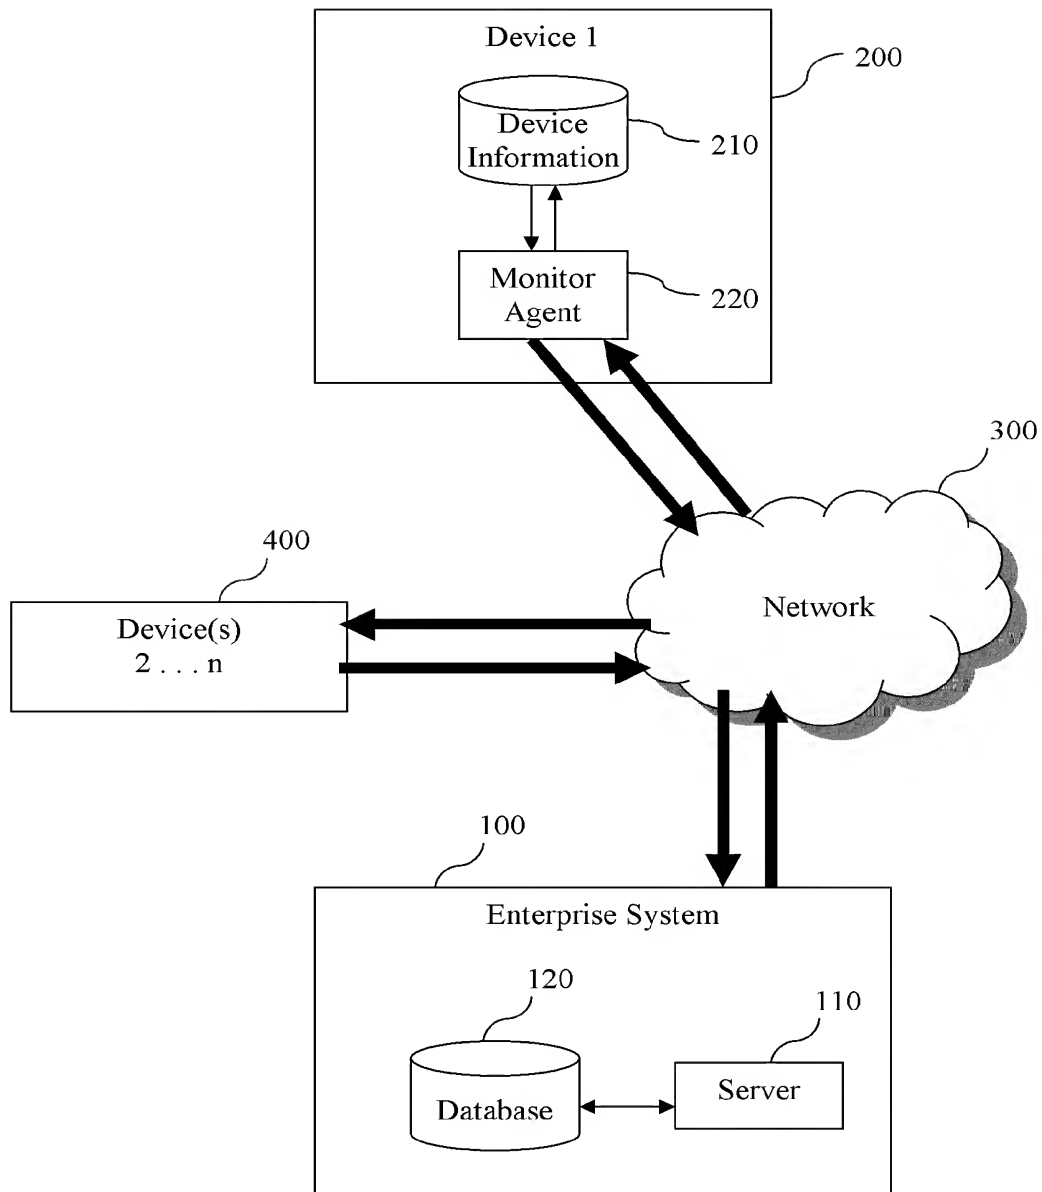 Device 1
200
Device
Information
210
Monitor
Agent
220
300
400
Device(s)
2 . . . n
Network
100
Enterprise System
120
110
Database
Server